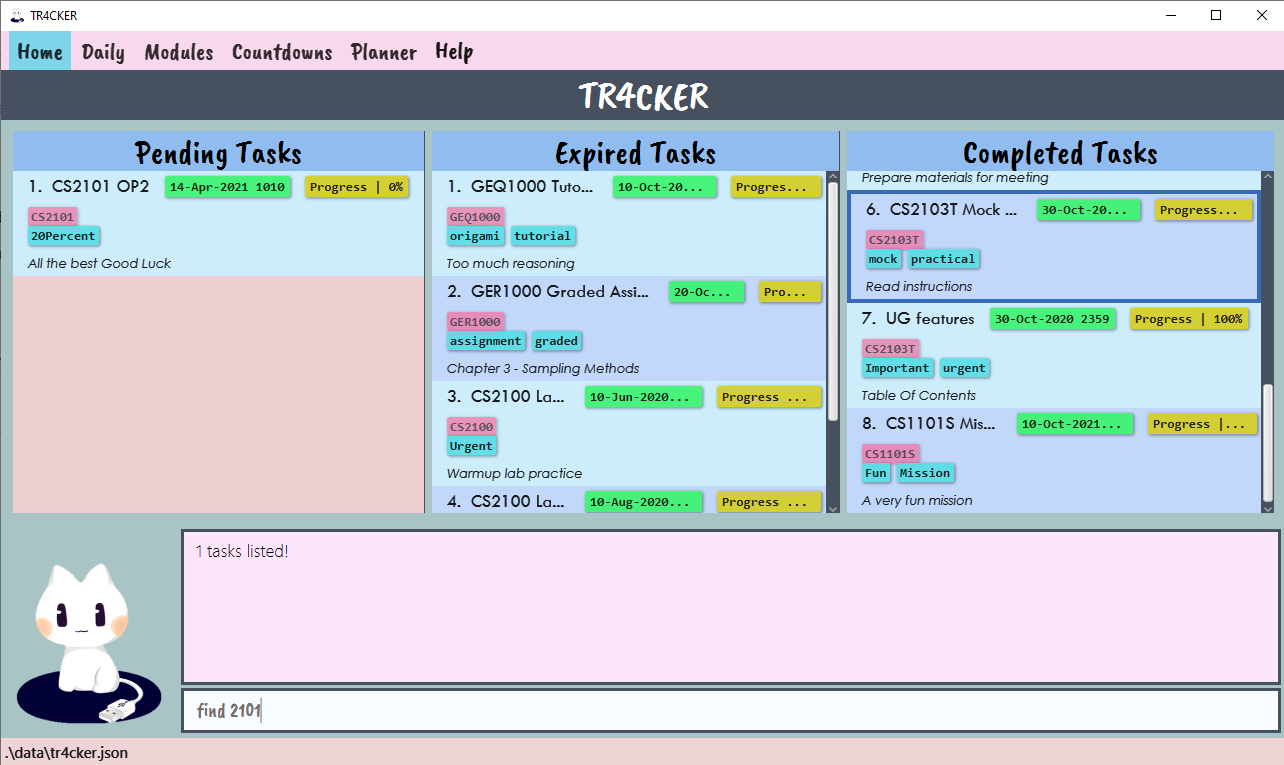 TR4CKER
Home Daily Modules Countdowns Planner Help
TR4CKER
Pending Tasks
1. CS2101 OP2 14-Apr-2021 1010 Progress | 0%
CS2101
20Percent
All the best Good Luck
Expired Tasks
1. GEQ1000 Tuto... 10-Oct-20... Progres...
GEQ1000
origami tutorial
Too much reasoning
2. GER1000 Graded Assi... 20-Oc... Pro...
GER1000
assignment graded
Chapter 3 - Sampling Methods
3. CS2100 La... 10-Jun-2020... Progress ...
CS2100
Urgent
Warmup lab practice
4. CS2100 La... 10-Aug-2020... Progress ...
Completed Tasks
Prepare materials for meeting
6. CS2103T Mock ... 30-Oct-20... Progress...
CS2103T
mock practical
Read instructions
7. UG features 30-Oct-2020 2359 Progress | 100%
CS2103T
Important urgent
Table Of Contents
8. CS1101S Mis... 10-Oct-2021... Progress |...
CS1101S
Fun Mission
A very fun mission
1 tasks listed!
find 2101
.\data\tr4cker.json